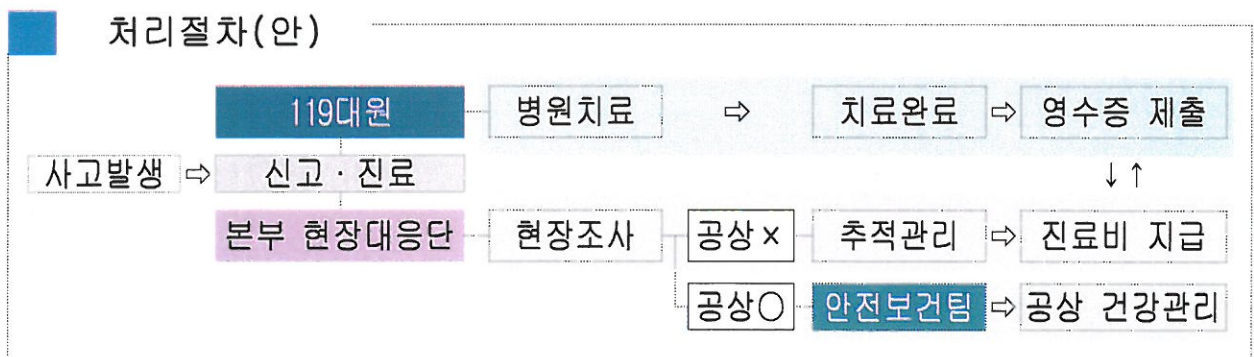 처리절차(안)
119대원 병원치료 ⇨ 치료완료 ⇨ 영수증 제출
사고발생 ⇨ 신고·진료 ↓↑
본부 현장대응단 현장조사 공상× 추적관리 ⇨ 진료비 지급
공상○ 안전보건팀 ⇨ 공상 건강관리